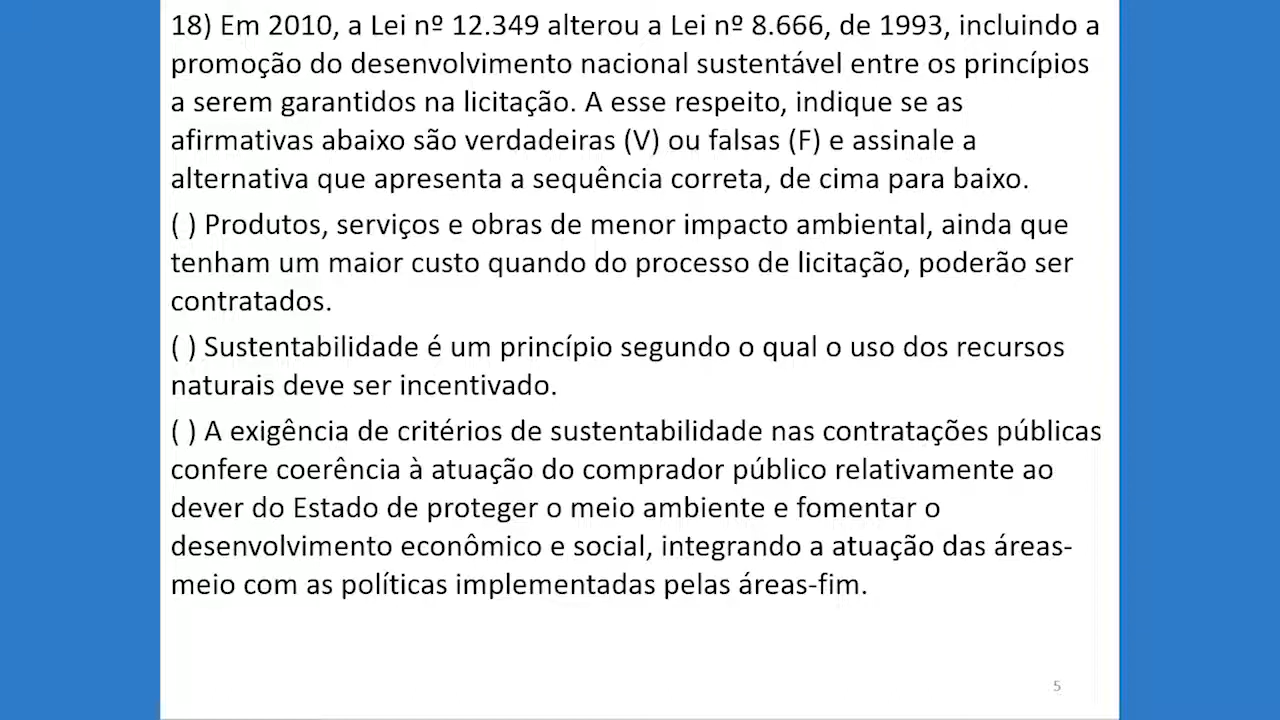 18) Em 2010, a Lei nº 12.349 alterou a Lei nº 8.666, de 1993, incluindo a
promoção do desenvolvimento nacional sustentável entre os princípios
a serem garantidos na licitação. A esse respeito, indique se as
afirmativas abaixo são verdadeiras (V) ou falsas (F) e assinale a
alternativa que apresenta a sequência correta, de cima para baixo.
( ) Produtos, serviços e obras de menor impacto ambiental, ainda que
tenham um maior custo quando do processo de licitação, poderão ser
contratados.
( ) Sustentabilidade é um princípio segundo o qual o uso dos recursos
naturais deve ser incentivado.
( ) A exigência de critérios de sustentabilidade nas contratações públicas
confere coerência à atuação do comprador público relativamente ao
dever do Estado de proteger o meio ambiente e fomentar o
desenvolvimento econômico e social, integrando a atuação das áreas-
meio com as políticas implementadas pelas áreas-fim.
5